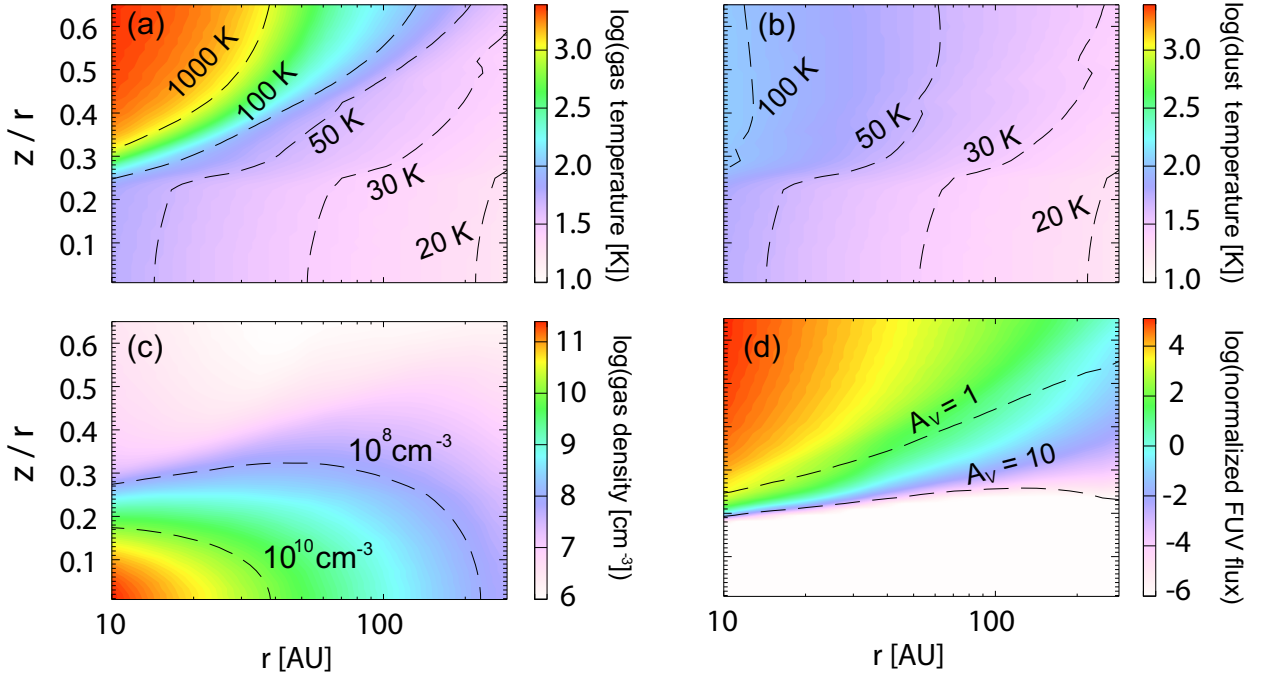 (a)
1000 K
100 K
50 K
30 K
20 K
z / r
0.6
0.5
0.4
0.3
0.2
0.1
3.0
2.5
2.0
1.5
1.0
log(gas temperature [K])
(b)
100 K
50 K
30 K
20 K
3.0
2.5
2.0
1.5
1.0
log(dust temperature [K])
(c)
10⁸cm⁻³
10¹⁰cm⁻³
z / r
0.6
0.5
0.4
0.3
0.2
0.1
10
100
r [AU]
11
10
9
8
7
6
log(gas density [cm⁻³])
(d)
Aᵥ = 1
Aᵥ = 10
10
100
r [AU]
4
2
0
-2
-4
-6
log(normalized FUV flux)